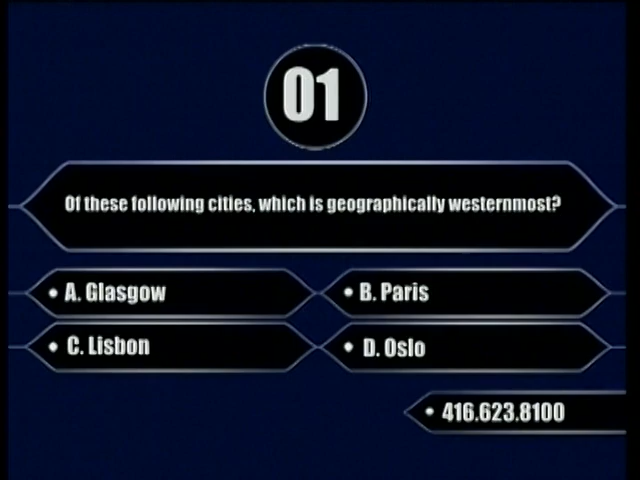 01
Of these following cities, which is geographically westernmost?
• A. Glasgow
• B. Paris
• C. Lisbon
• D. Oslo
• 416.623.8100